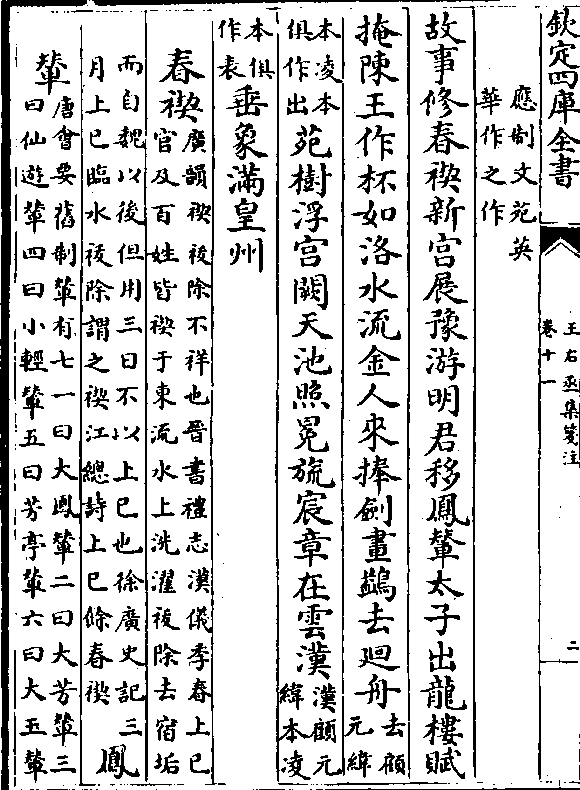 欽定四庫全書
王右丞集箋注
卷十一
二
應制文苑英
華作之作
故事修春禊新宮展豫游明君移鳳輦太子出龍樓賦
掩陳王作杯如洛水流金人來捧劍畫鷁去迴舟去顧
元緯
本凌本
俱作出苑樹浮宮闕天池照冕旒宸章在雲漢漢顧元
緯本凌
本俱
作表垂象滿皇州
春禊廣韻禊祓除不祥也晉書禮志漢儀季春上巳
官及百姓皆禊于東流水上洗濯祓除去宿垢
而自魏以後但用三日不以上巳也徐廣史記三
月上巳臨水祓除謂之禊江總詩上巳餘春禊鳳
輦唐會要舊制輦有七一曰大鳳輦二曰大芳輦三
曰仙遊輦四曰小輕輦五曰芳亭輦六曰大玉輦